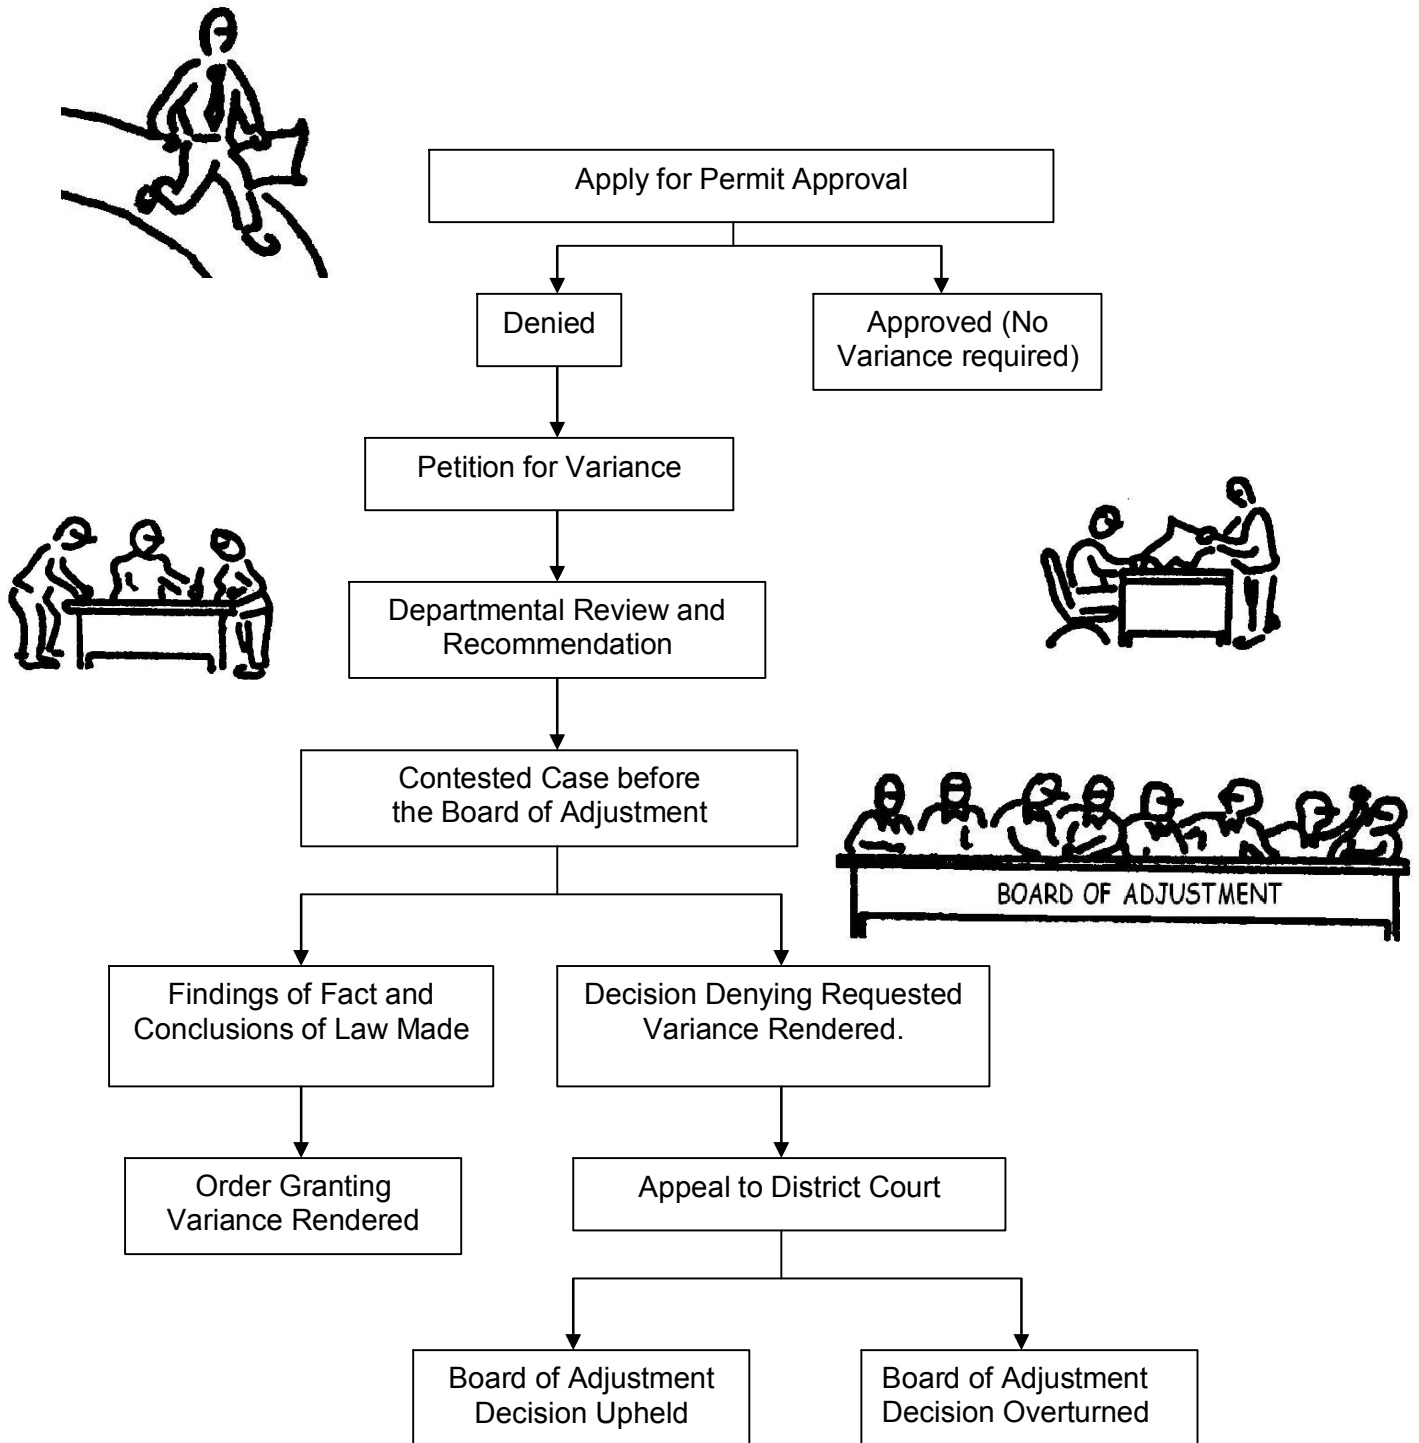 Apply for Permit Approval
Denied
Approved (No
Variance required)
Petition for Variance
Departmental Review and
Recommendation
Contested Case before
the Board of Adjustment
BOARD OF ADJUSTMENT
Findings of Fact and
Conclusions of Law Made
Decision Denying Requested
Variance Rendered.
Order Granting
Variance Rendered
Appeal to District Court
Board of Adjustment
Decision Upheld
Board of Adjustment
Decision Overturned